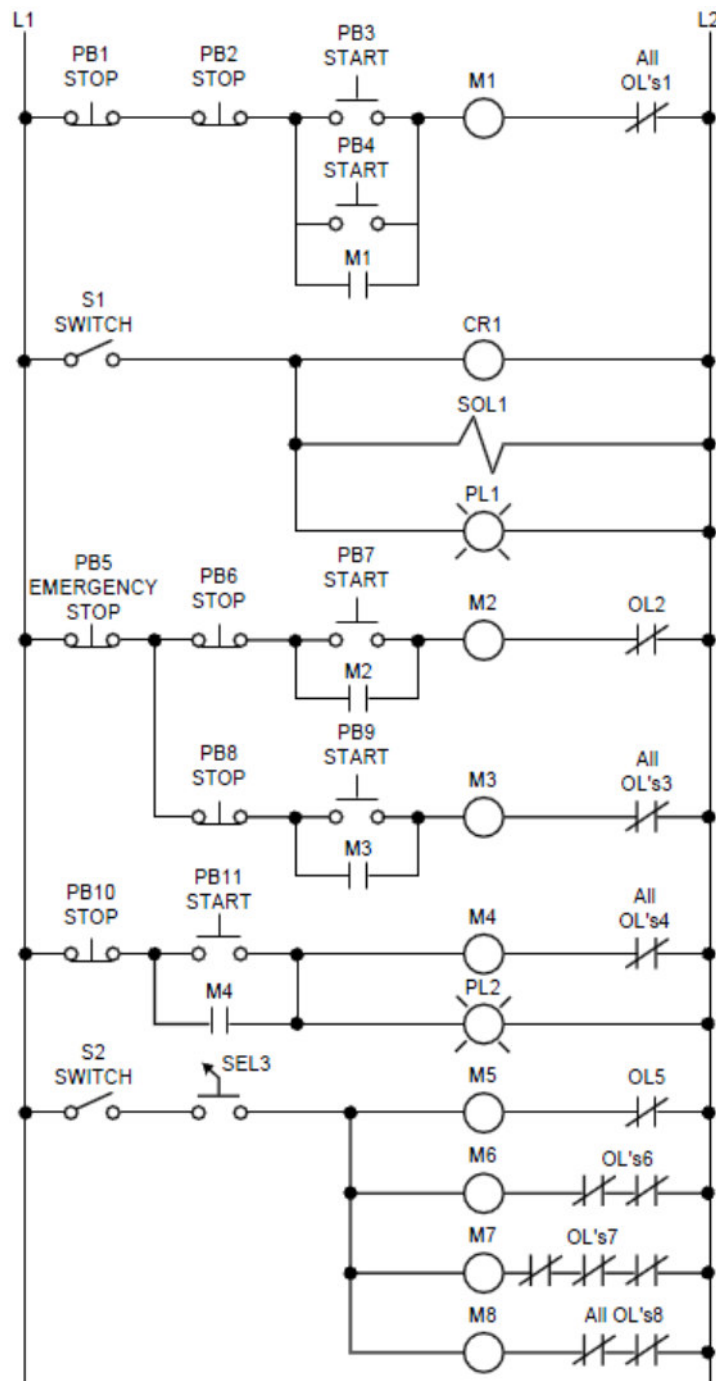 L1
L2
PB1
STOP
PB2
STOP
PB3
START
M1
All
OL's1
PB4
START
M1
S1
SWITCH
CR1
SOL1
PL1
PB5
EMERGENCY
STOP
PB6
STOP
PB7
START
M2
OL2
M2
PB8
STOP
PB9
START
M3
All
OL's3
M3
PB10
STOP
PB11
START
M4
All
OL's4
M4
PL2
S2
SWITCH
SEL3
M5
OL5
M6
OL's6
M7
OL's7
M8
All OL's8